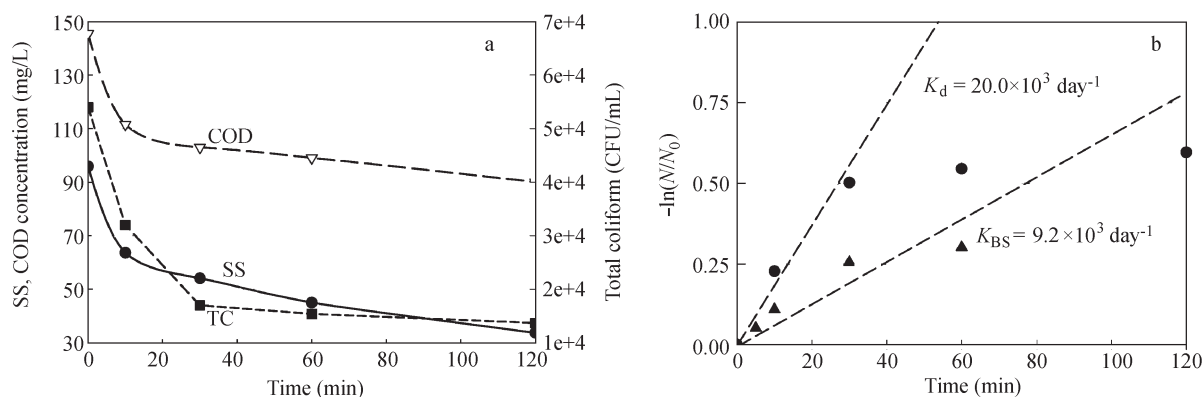 150
130
110
90
70
50
30
SS, COD concentration (mg/L)
a
COD
SS
TC
7e+4
6e+4
5e+4
4e+4
3e+4
2e+4
1e+4
Total coliform (CFU/mL)
0 20 40 60 80 100 120
Time (min)
1.00
0.75
0.50
0.25
0.00
-ln(N/N0)
b
Kd = 20.0×10³ day-1
KBS = 9.2×10³ day-1
0 20 40 60 80 100 120
Time (min)